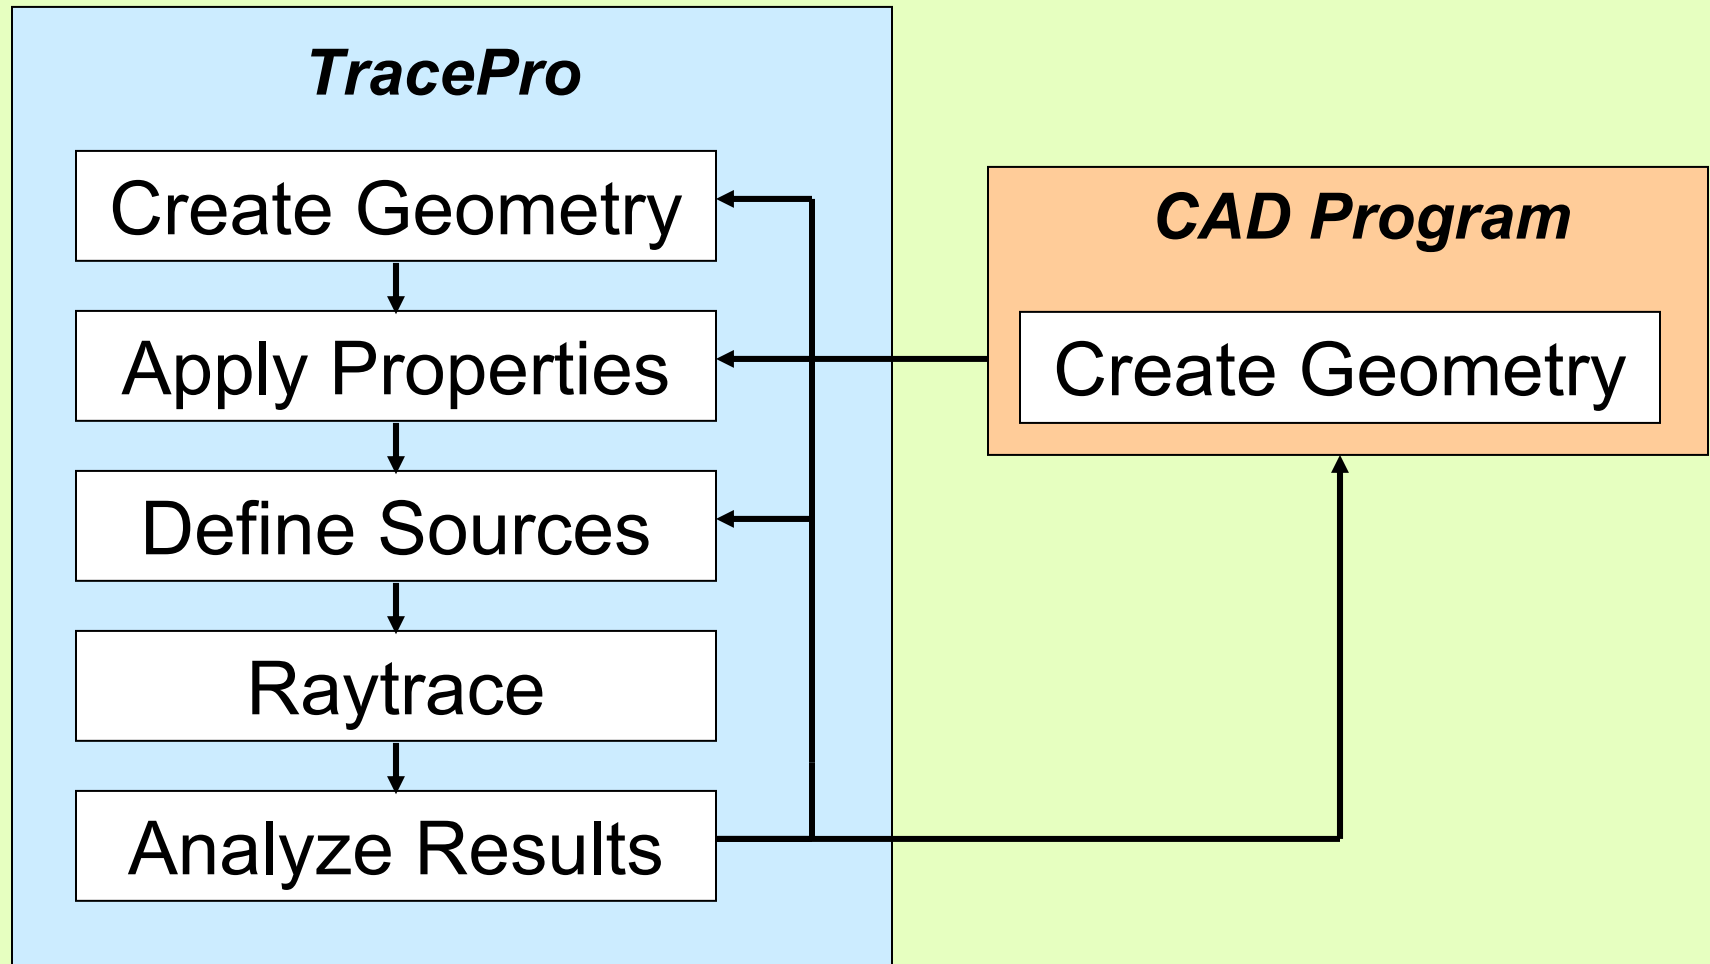 TracePro
Create Geometry
Apply Properties
Define Sources
Raytrace
Analyze Results
CAD Program
Create Geometry